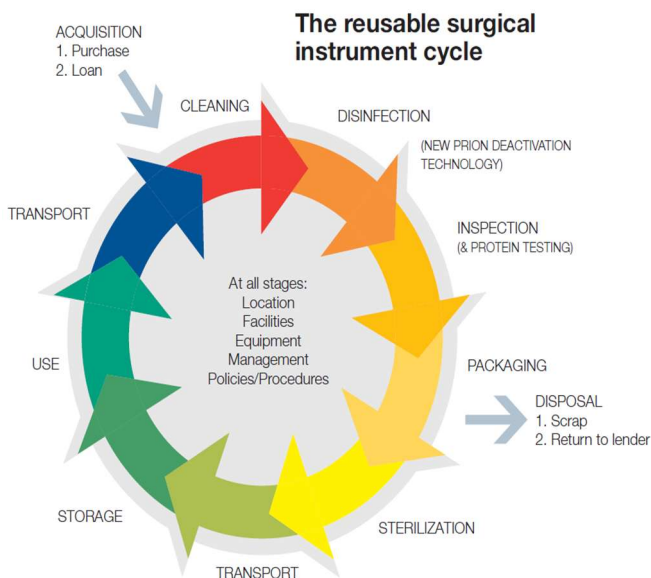 The reusable surgical
instrument cycle
ACQUISITION
1. Purchase
2. Loan
CLEANING
DISINFECTION
(NEW PRION DEACTIVATION
TECHNOLOGY)
INSPECTION
(& PROTEIN TESTING)
PACKAGING
DISPOSAL
1. Scrap
2. Return to lender
STERILIZATION
TRANSPORT
STORAGE
USE
TRANSPORT
At all stages:
Location
Facilities
Equipment
Management
Policies/Procedures